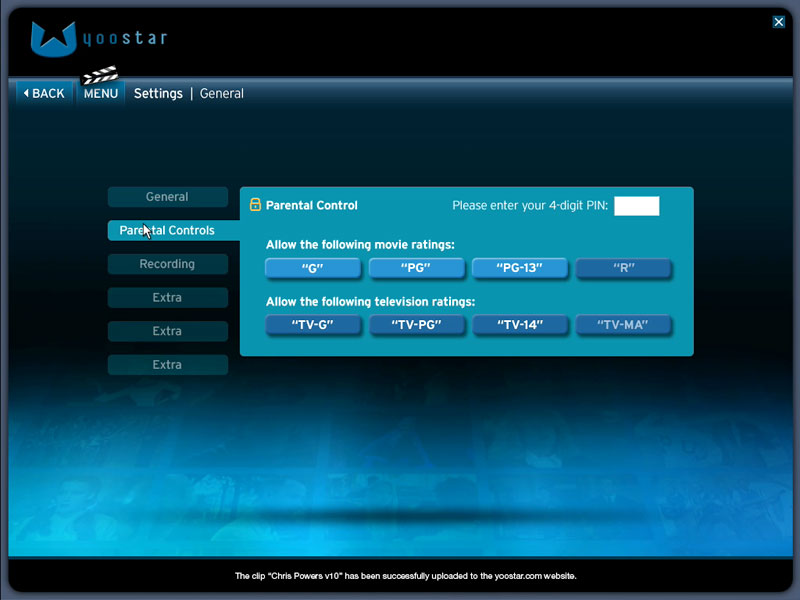 yoostar
BACK
MENU
Settings | General
General
Parental Controls
Recording
Extra
Extra
Extra
Parental Control
Please enter your 4-digit PIN:
Allow the following movie ratings:
“G” “PG” “PG-13” “R”
Allow the following television ratings:
“TV-G” “TV-PG” “TV-14” “TV-MA”
The clip “Chris Powers v10” has been successfully uploaded to the yoostar.com website.